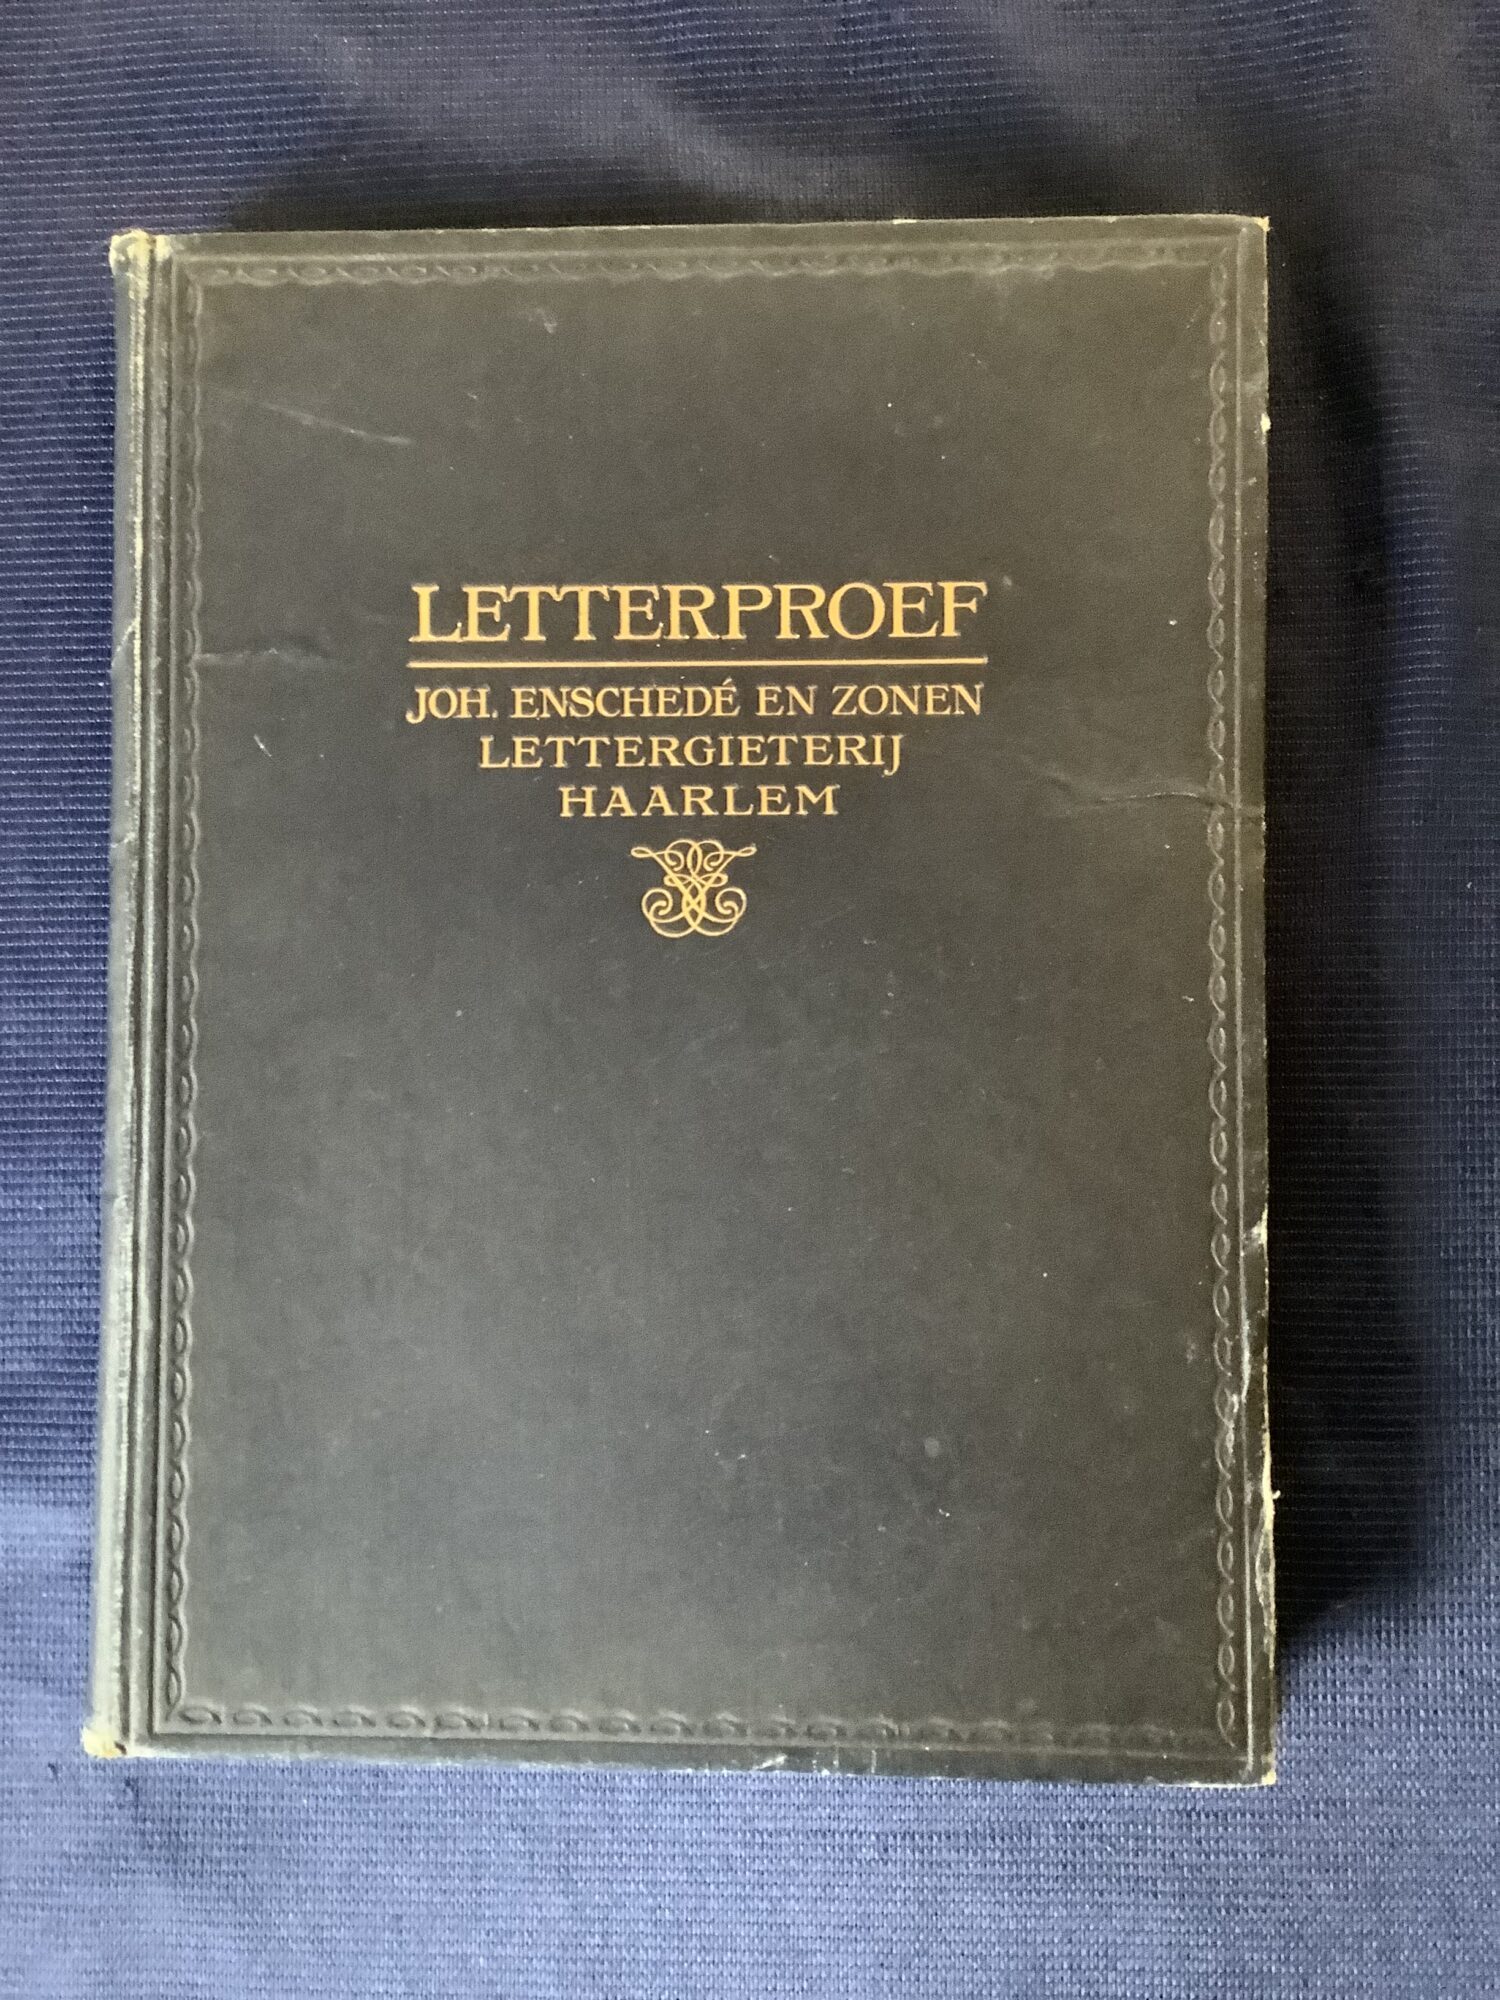 LETTERPROEF
JOH. ENSCHEDÉ EN ZONEN
LETTERGIETERIJ
HAARLEM